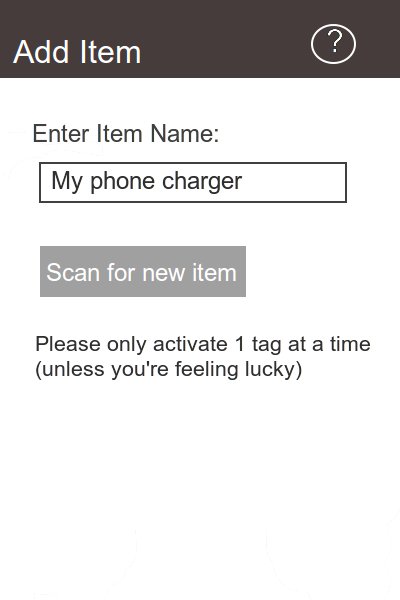 Add Item
?
Enter Item Name:
My phone charger
Scan for new item
Please only activate 1 tag at a time
(unless you're feeling lucky)